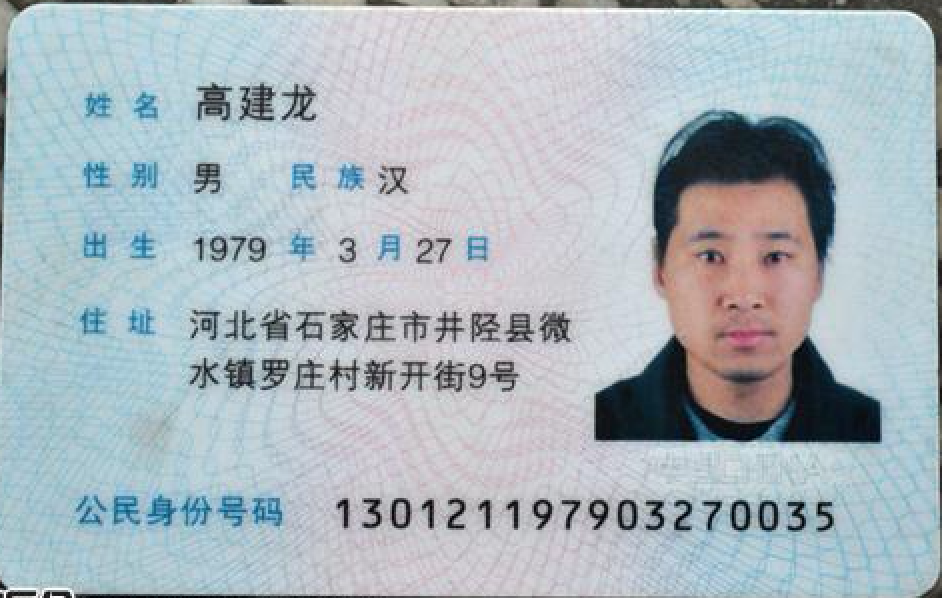 姓名 高建龙
性别 男 民族 汉
出生 1979 年 3 月 27 日
住址 河北省石家庄市井陉县微
水镇罗庄村新开街9号
公民身份号码 130121197903270035